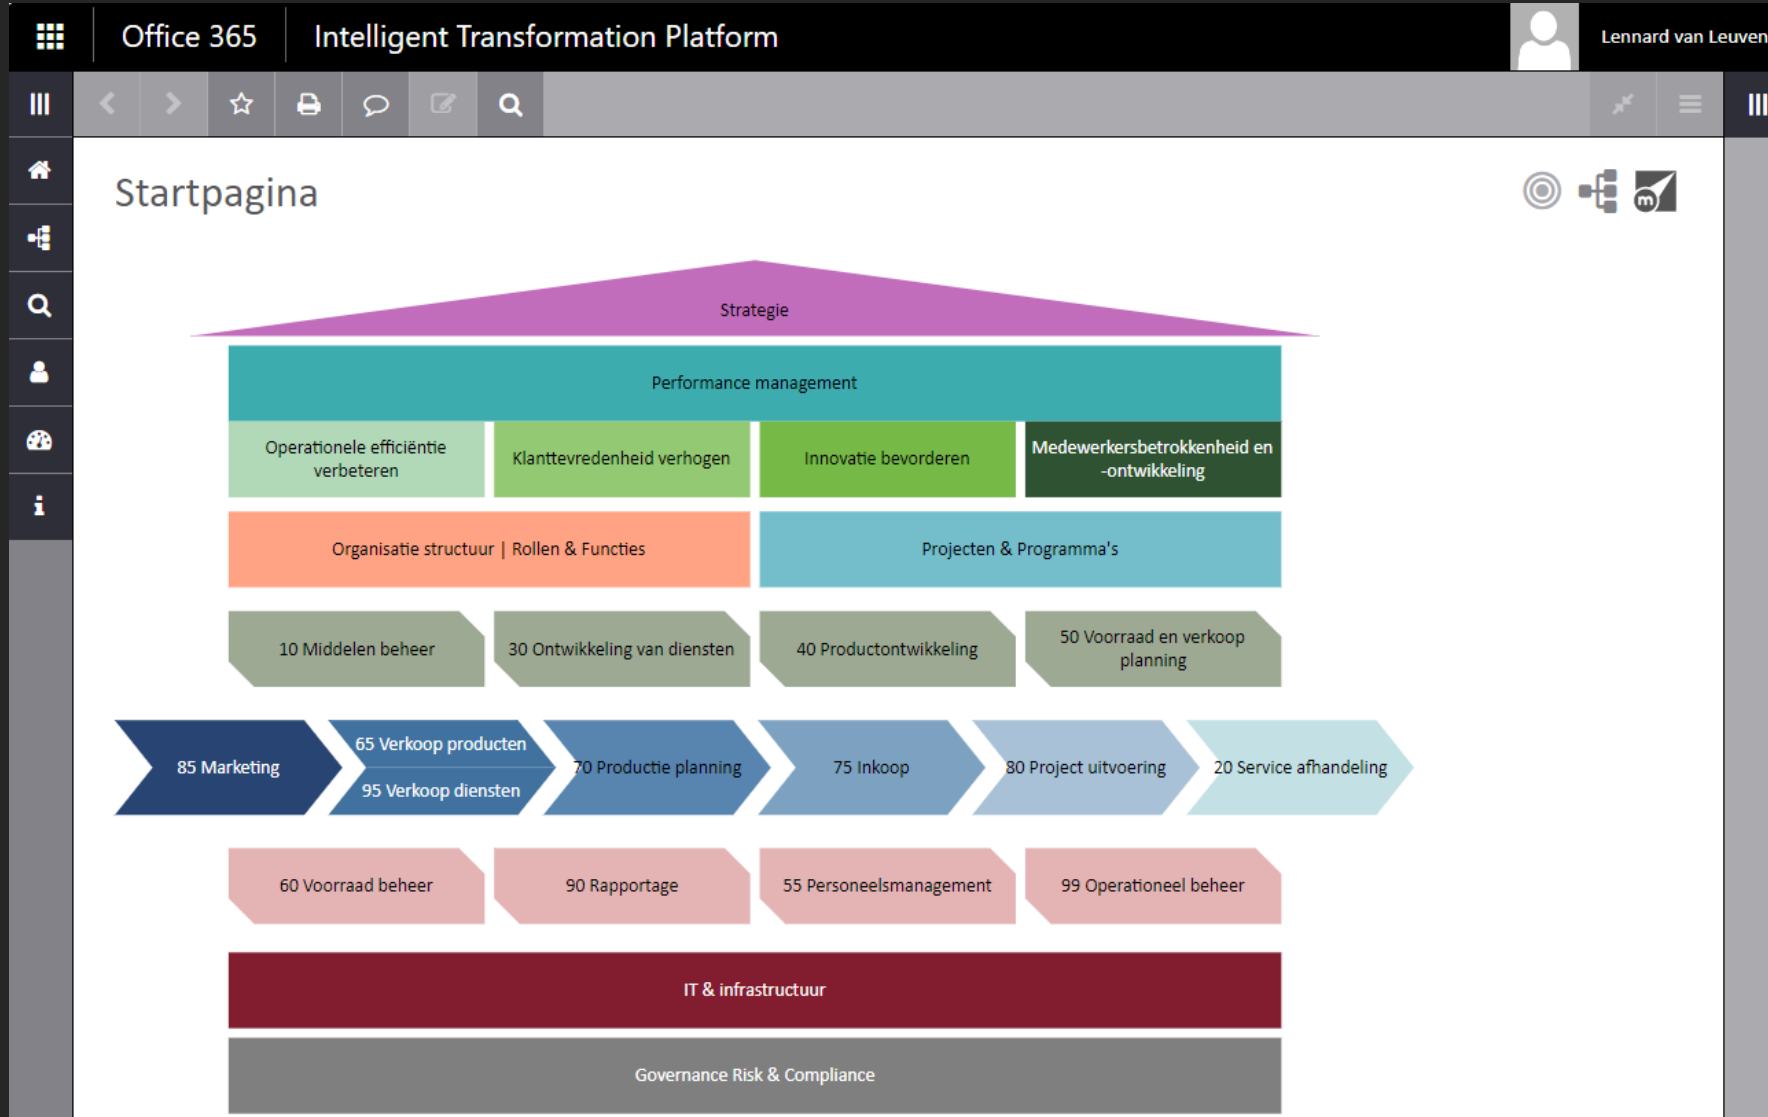 Office 365
Intelligent Transformation Platform
Lennard van Leuven
Startpagina
m
Strategie
Performance management
Operationele efficiëntie
verbeteren
Klanttevredenheid verhogen
Innovatie bevorderen
Medewerkersbetrokkenheid en
-ontwikkeling
Organisatie structuur | Rollen & Functies
Projecten & Programma's
10 Middelen beheer
30 Ontwikkeling van diensten
40 Productontwikkeling
50 Voorraad en verkoop
planning
85 Marketing
65 Verkoop producten
95 Verkoop diensten
70 Productie planning
75 Inkoop
80 Project uitvoering
20 Service afhandeling
60 Voorraad beheer
90 Rapportage
55 Personeelsmanagement
99 Operationeel beheer
IT & infrastructuur
Governance Risk & Compliance